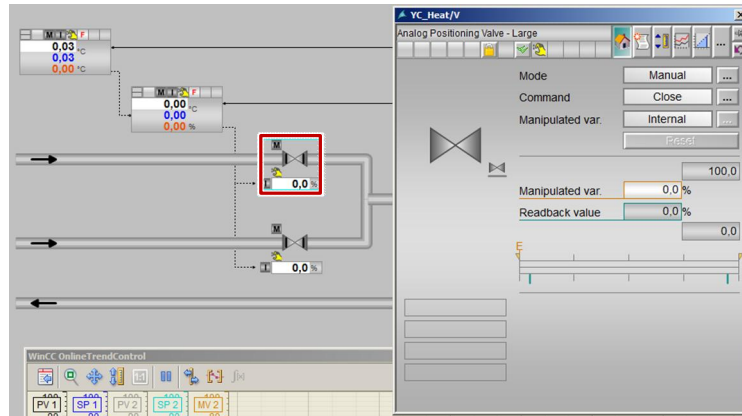 YC_Heat/V
Analog Positioning Valve - Large
M I F
0,03 °C
0,03
0,00 °C
M I F
0,00 °C
0,00
0,00 %
M
I 0,0 %
M
I 0,0 %
Mode Manual ...
Command Close ...
Manipulated var. Internal ...
Reset
100,0
Manipulated var. 0,0 %
Readback value 0,0 %
0,0
E
WinCC OnlineTrendControl
1:1
f(x)
PV 1 SP 1 PV 2 SP 2 MV 2